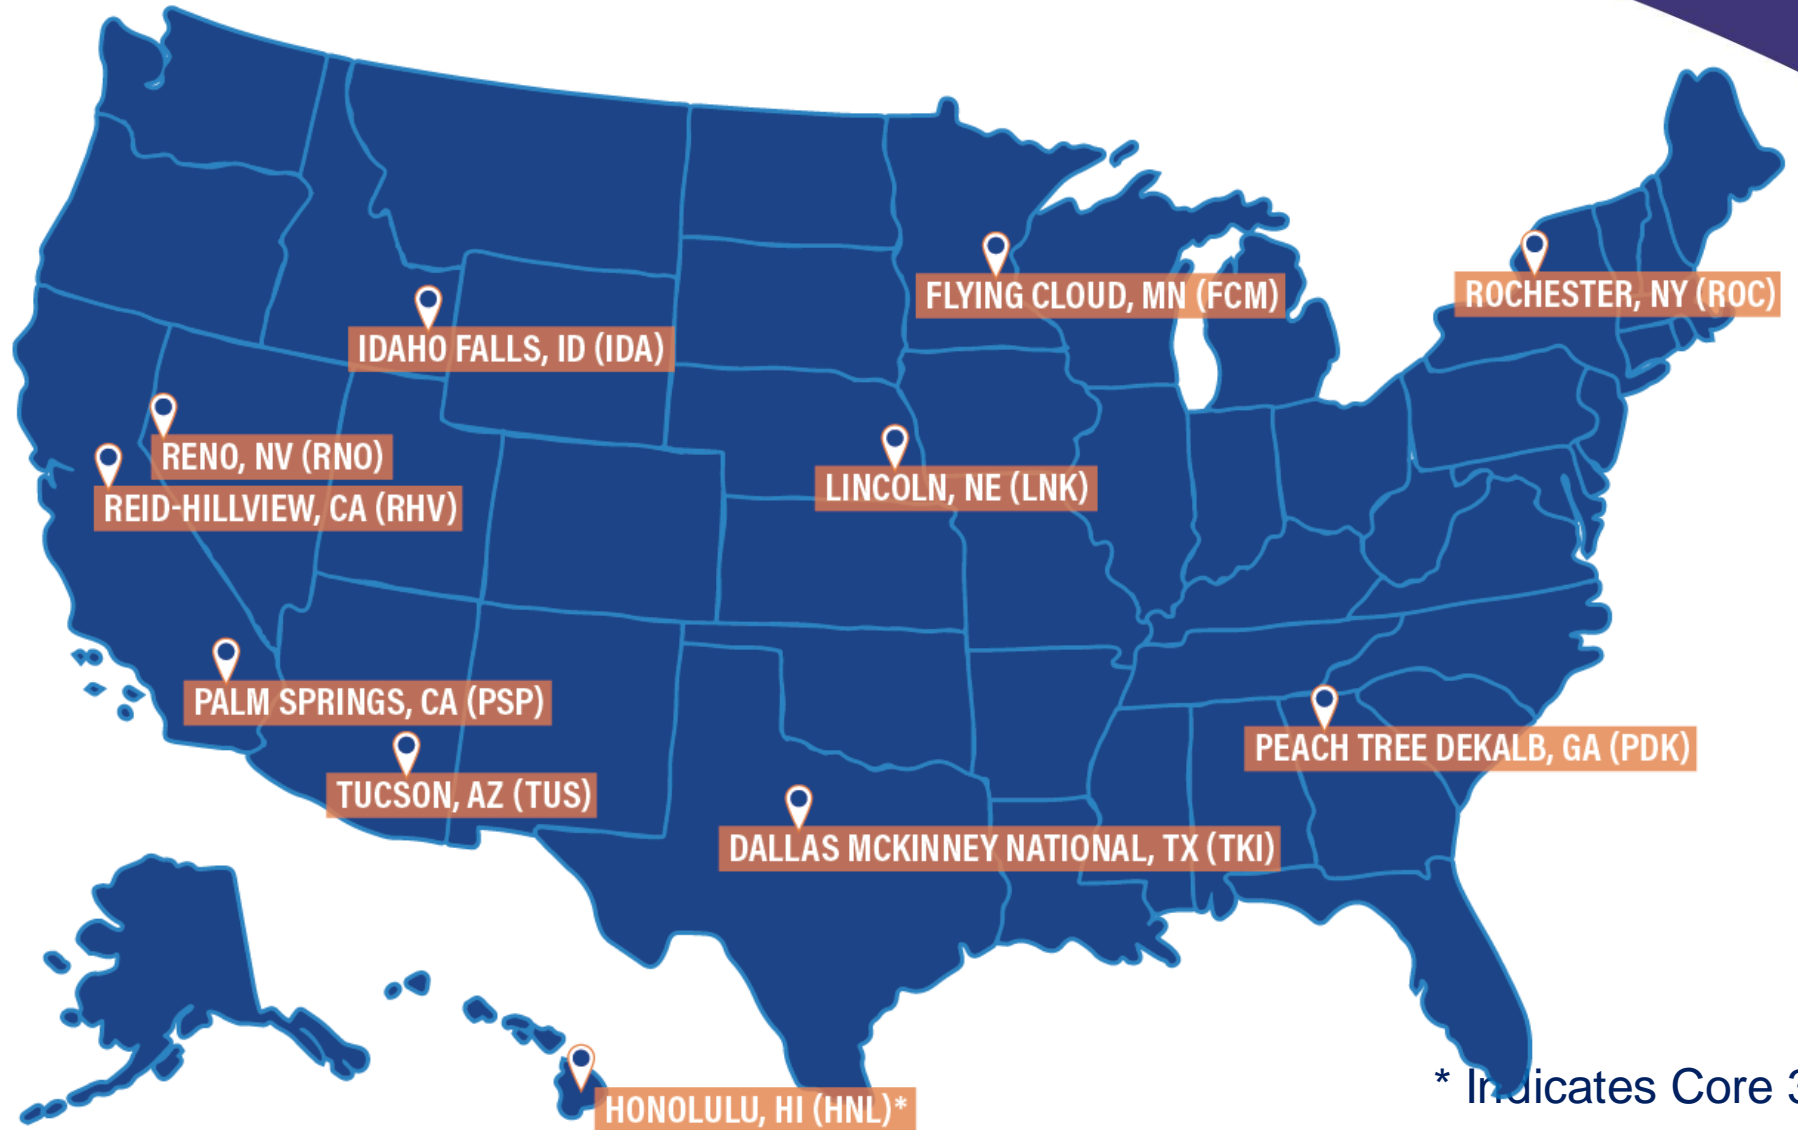 FLYING CLOUD, MN (FCM)
ROCHESTER, NY (ROC)
IDAHO FALLS, ID (IDA)
RENO, NV (RNO)
LINCOLN, NE (LNK)
REID-HILLVIEW, CA (RHV)
PALM SPRINGS, CA (PSP)
PEACH TREE DEKALB, GA (PDK)
TUCSON, AZ (TUS)
DALLAS MCKINNEY NATIONAL, TX (TKI)
* Indicates Core
HONOLULU, HI (HNL)*